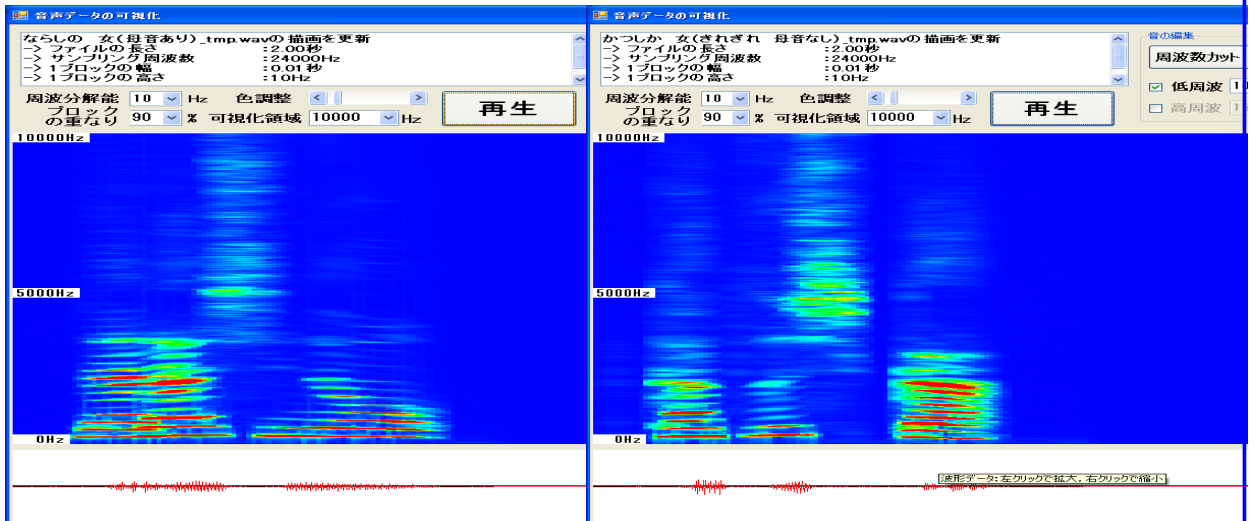 音声データの可視化
ならしの 女(母音あり)_tmp.wavの描画を更新
-> ファイルの長さ :2.00秒
-> サンプリング周波数 :24000Hz
-> 1ブロックの幅 :0.01秒
-> 1ブロックの高さ :10Hz
周波分解能 10 Hz 色調整
ブロックの重なり 90 % 可視化領域 10000 Hz
再生
10000Hz
5000Hz
0Hz
音声データの可視化
かつしか 女(きれぎれ 母音なし)_tmp.wavの描画を更新
-> ファイルの長さ :2.00秒
-> サンプリング周波数 :24000Hz
-> 1ブロックの幅 :0.01秒
-> 1ブロックの高さ :10Hz
周波分解能 10 Hz 色調整
ブロックの重なり 90 % 可視化領域 10000 Hz
再生
音の編集
周波数カット
低周波
高周波
10000Hz
5000Hz
0Hz
波形データ:左クリックで拡大，右クリックで縮小